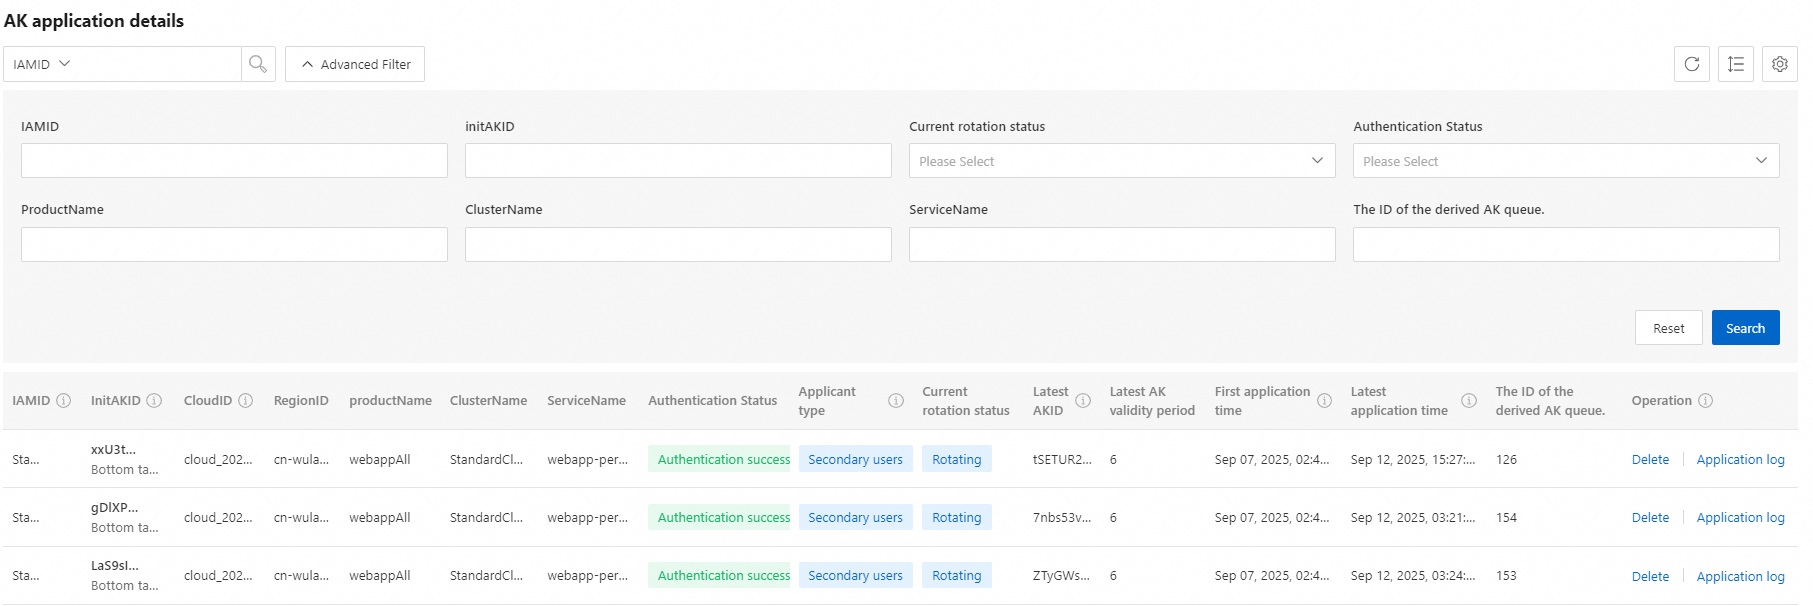 AK application details
IAMID
Advanced Filter
IAMID
initAKID
Current rotation status
Authentication Status
Please Select
Please Select
ProductName
ClusterName
ServiceName
The ID of the derived AK queue.
Reset
Search
IAMID InitAKID CloudID RegionID productName ClusterName ServiceName Authentication Status Applicant type Current rotation status Latest AKID Latest AK validity period First application time Latest application time The ID of the derived AK queue. Operation
Sta... xxU3t... Bottom ta... cloud_202... cn-wula... webappAll StandardCl... webapp-per... Authentication success Secondary users Rotating tSETUR2... 6 Sep 07, 2025, 02:4... Sep 12, 2025, 15:27:... 126 Delete Application log
Sta... gDlXP... Bottom ta... cloud_202... cn-wula... webappAll StandardCl... webapp-per... Authentication success Secondary users Rotating 7nbs53v... 6 Sep 07, 2025, 02:4... Sep 12, 2025, 03:21:... 154 Delete Application log
Sta... LaS9sI... Bottom ta... cloud_202... cn-wula... webappAll StandardCl... webapp-per... Authentication success Secondary users Rotating ZTyGWs... 6 Sep 07, 2025, 02:4... Sep 12, 2025, 03:24:... 153 Delete Application log